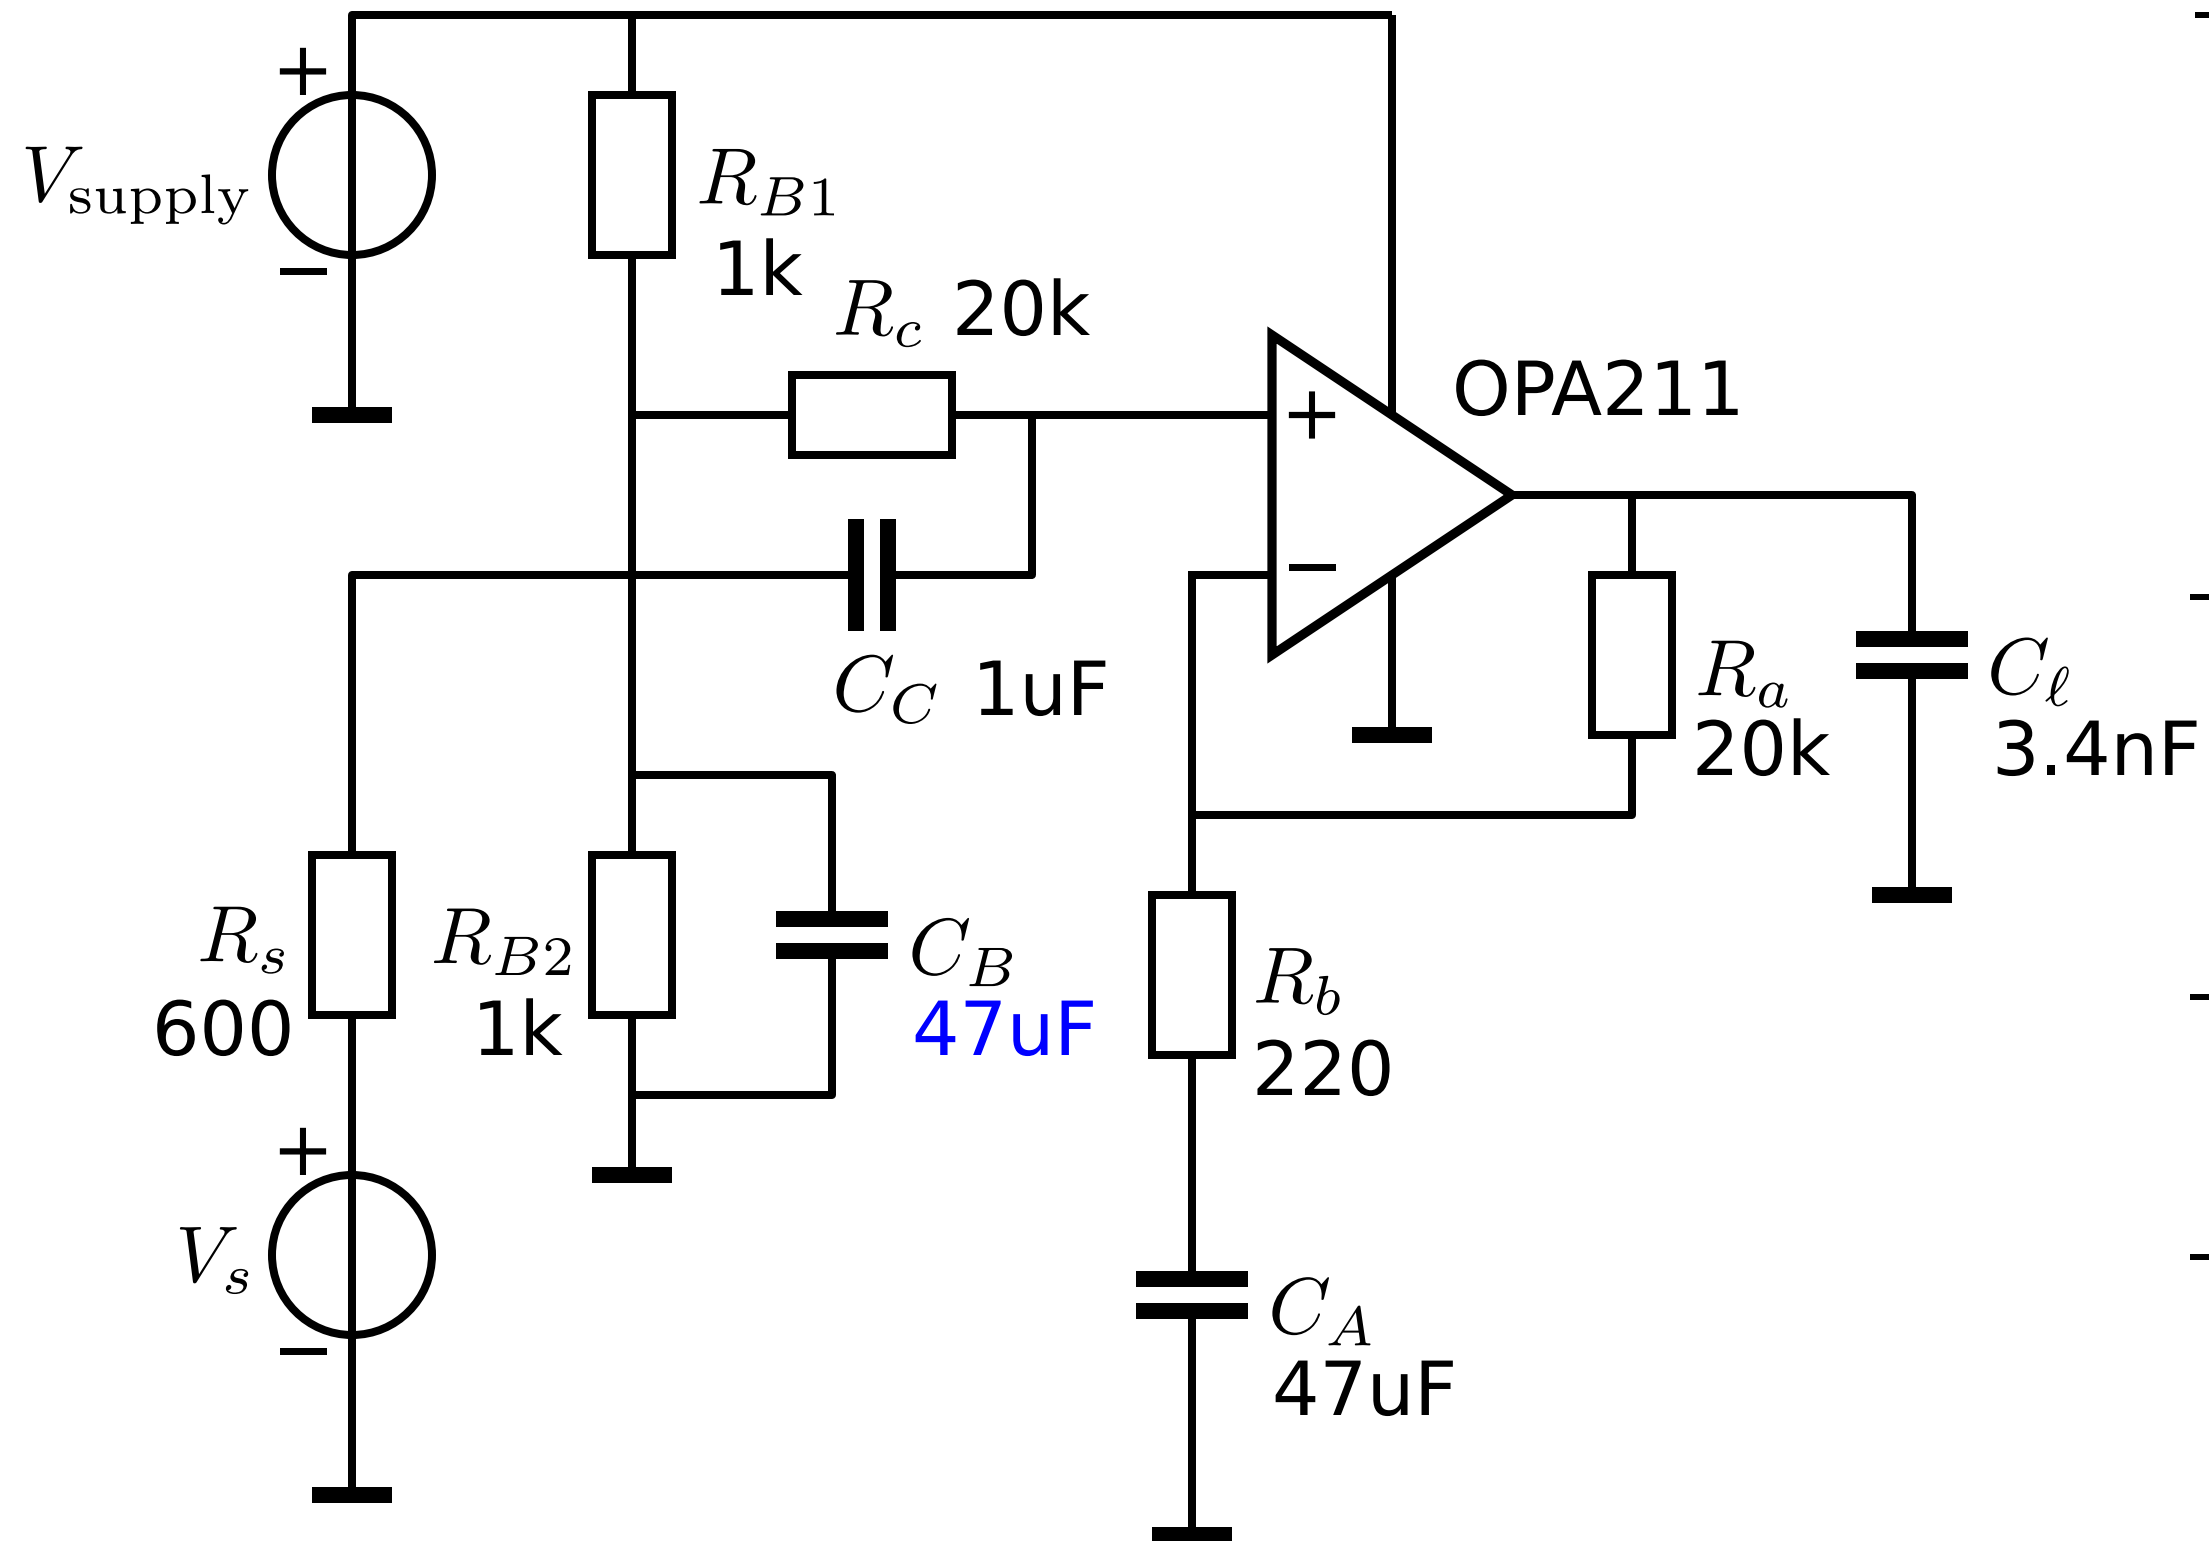 +
V_supply
−
R_B1
1k
R_c 20k
OPA211
+
−
C_C 1uF
R_a
20k
C_ℓ
3.4nF
R_s
600
R_B2
1k
C_B
47uF
R_b
220
+
V_s
−
C_A
47uF